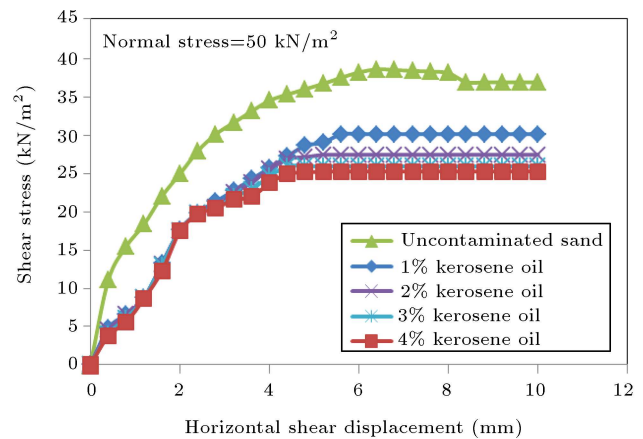 Normal stress=50 kN/m²
Shear stress (kN/m²)
45
40
35
30
25
20
15
10
5
0
0 2 4 6 8 10 12
Horizontal shear displacement (mm)
Uncontaminated sand
1% kerosene oil
2% kerosene oil
3% kerosene oil
4% kerosene oil